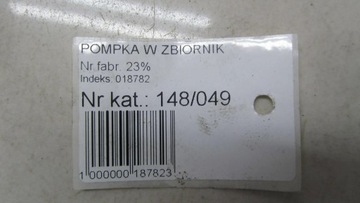 POMPKA W ZBIORNIK
Nr fabr. 23%
Indeks: 018782
Nr kat.: 148/049
1 000000 187823